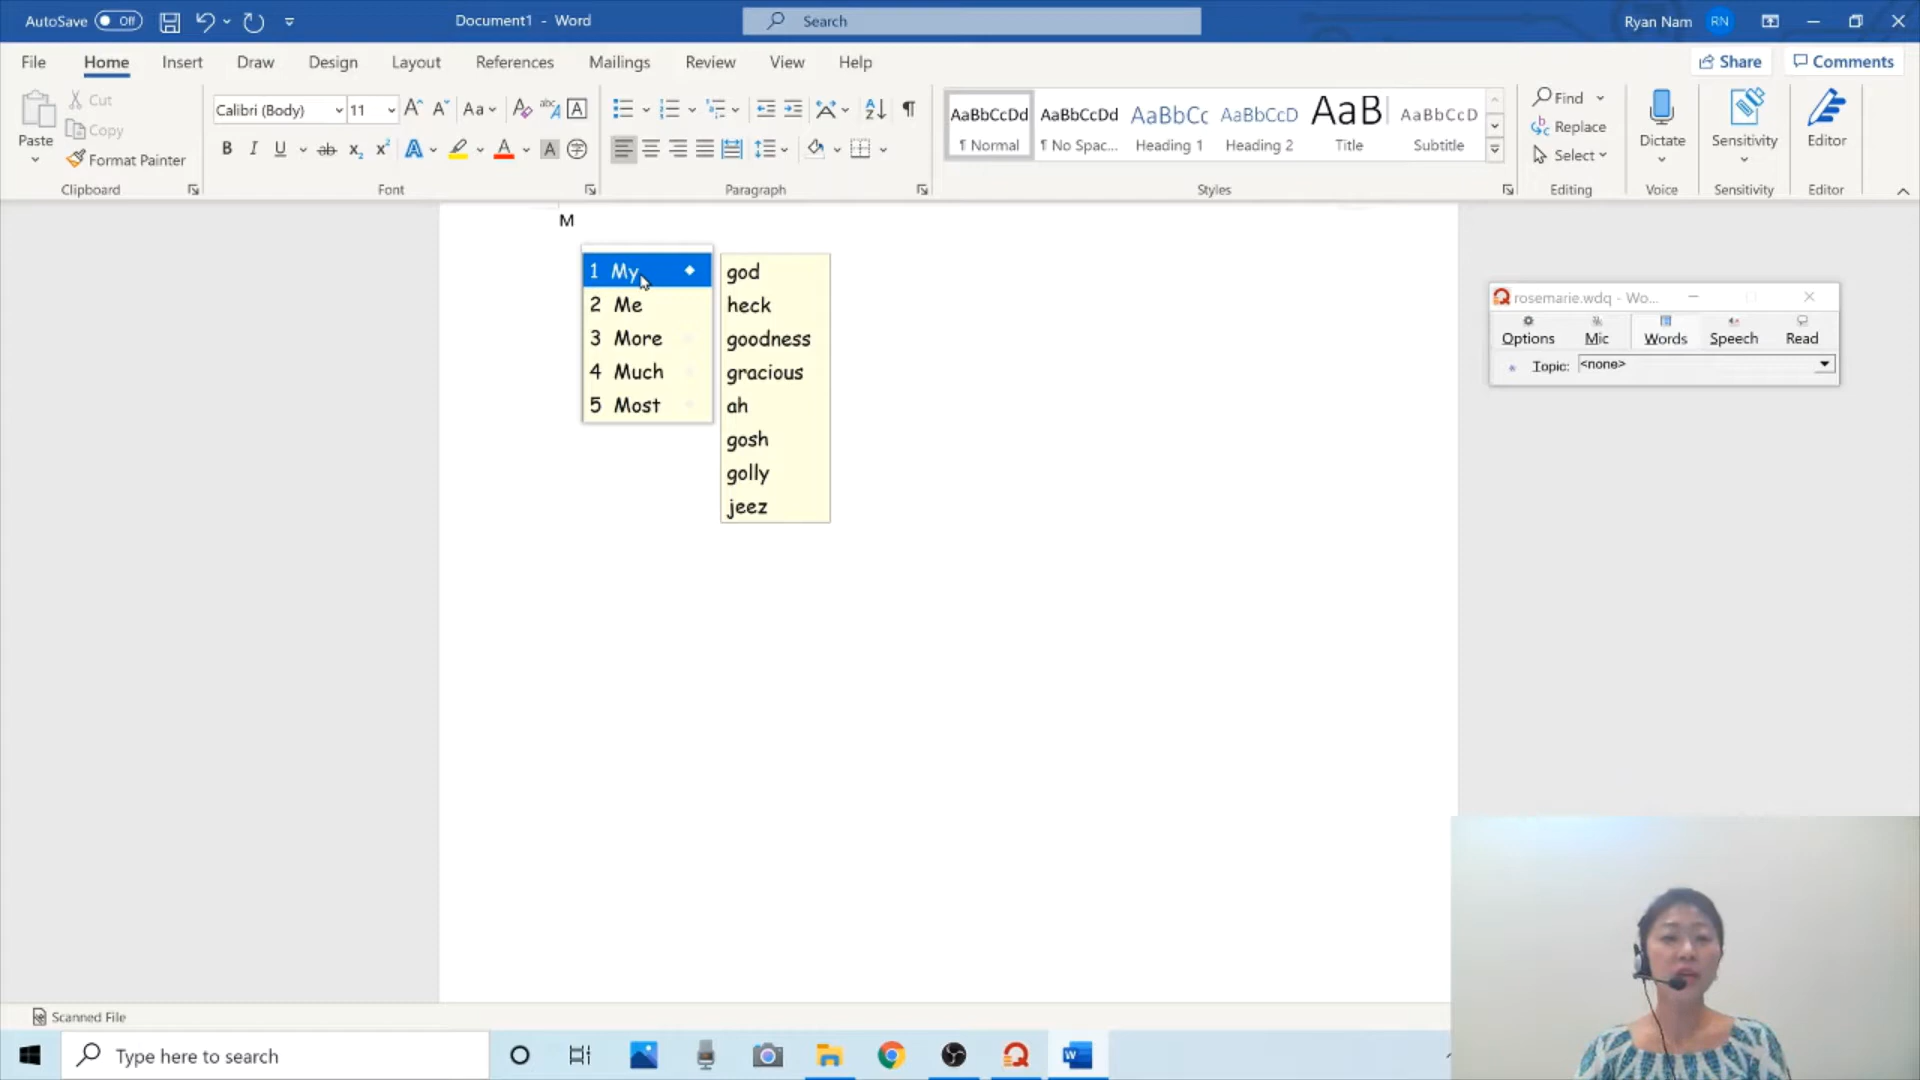 AutoSave Off
Document1 - Word
Search
Ryan Nam RN
File Home Insert Draw Design Layout References Mailings Review View Help
Share Comments
Paste
Cut
Copy
Format Painter
Clipboard
Calibri (Body) 11
Font
Paragraph
AaBbCcDd AaBbCcDd AaBbCc AaBbCcD AaB AaBbCcD
¶ Normal ¶ No Spac... Heading 1 Heading 2 Title Subtitle
Styles
Find
Replace
Select
Editing
Dictate
Voice
Sensitivity
Sensitivity
Editor
Editor
M
1 My
2 Me
3 More
4 Much
5 Most
god
heck
goodness
gracious
ah
gosh
golly
jeez
rosemarie.wdq - Wo...
Options Mic Words Speech Read
Topic: <none>
Scanned File
Type here to search